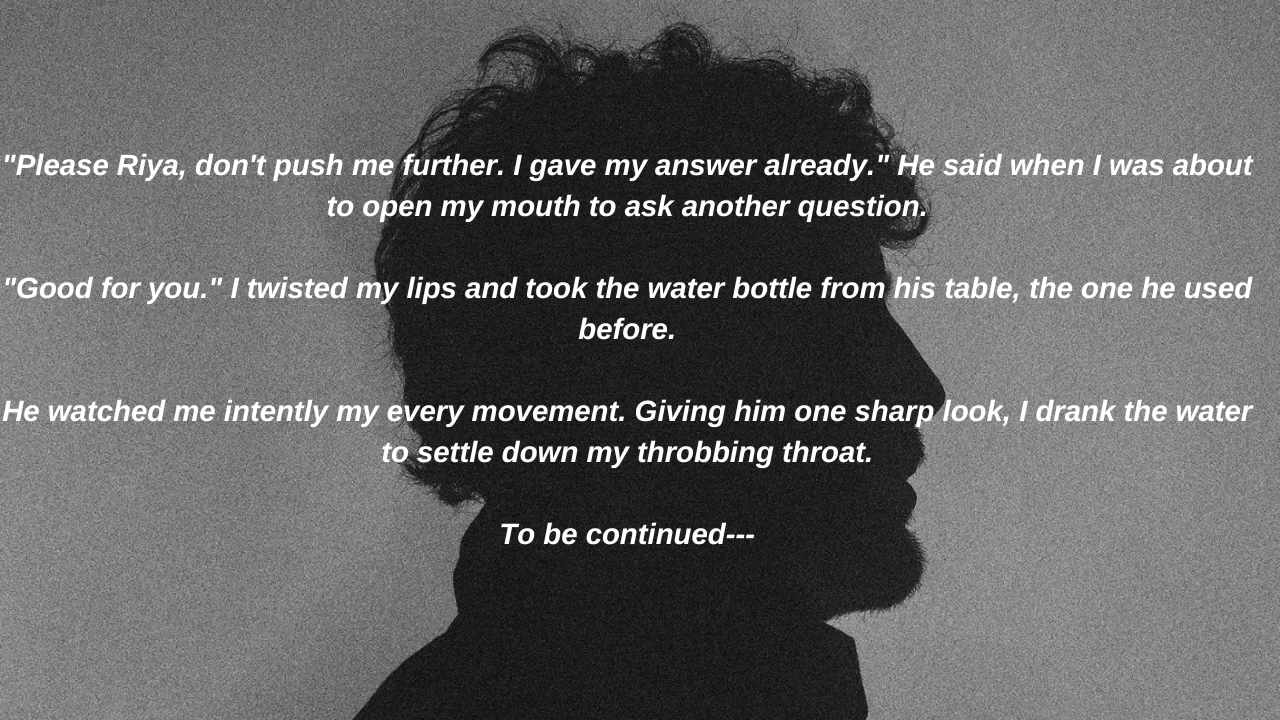 "Please Riya, don't push me further. I gave my answer already." He said when I was about
to open my mouth to ask another question.
"Good for you." I twisted my lips and took the water bottle from his table, the one he used
before.
He watched me intently my every movement. Giving him one sharp look, I drank the water
to settle down my throbbing throat.
To be continued---